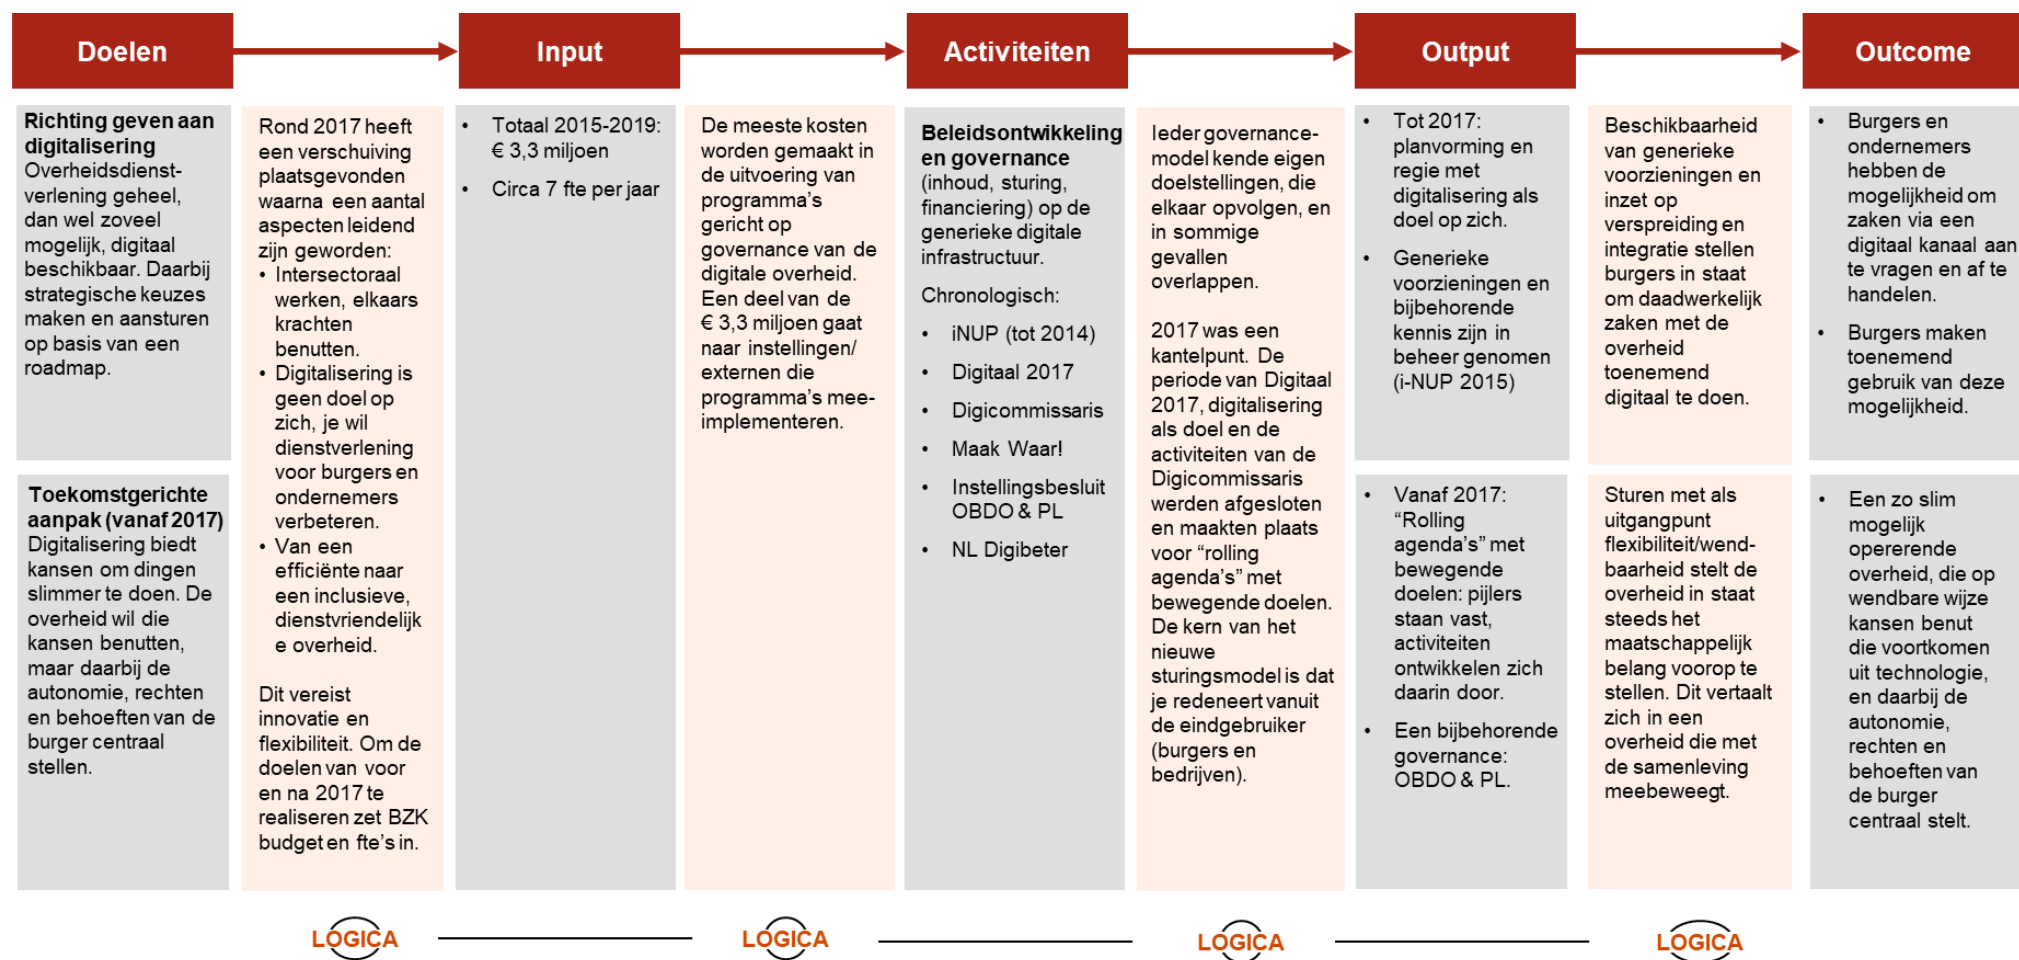 Doelen
Input
Activiteiten
Output
Outcome
Richting geven aan
digitalisering
Overheidsdienst-
verlening geheel,
dan wel zoveel
mogelijk, digitaal
beschikbaar. Daarbij
strategische keuzes
maken en aansturen
op basis van een
roadmap.
Toekomstgerichte
aanpak (vanaf 2017)
Digitalisering biedt
kansen om dingen
slimmer te doen. De
overheid wil die
kansen benutten,
maar daarbij de
autonomie, rechten
en behoeften van de
burger centraal
stellen.
Rond 2017 heeft
een verschuiving
plaatsgevonden
waarna een aantal
aspecten leidend
zijn geworden:
• Intersectoraal
werken, elkaars
krachten
benutten.
• Digitalisering is
geen doel op
zich, je wil
dienstverlening
voor burgers en
ondernemers
verbeteren.
• Van een
efficiënte naar
een inclusieve,
dienstvriendelijk
e overheid.
Dit vereist
innovatie en
flexibiliteit. Om de
doelen van voor
en na 2017 te
realiseren zet BZK
budget en fte's in.
• Totaal 2015-2019:
€ 3,3 miljoen
• Circa 7 fte per jaar
De meeste kosten
worden gemaakt in
de uitvoering van
programma's
gericht op
governance van de
digitale overheid.
Een deel van de
€ 3,3 miljoen gaat
naar instellingen/
externen die
programma's mee-
implementeren.
Beleidsontwikkeling
en governance
(inhoud, sturing,
financiering) op de
generieke digitale
infrastructuur.
Chronologisch:
• iNUP (tot 2014)
• Digitaal 2017
• Digicommissaris
• Maak Waar!
• Instellingsbesluit
OBDO & PL
• NL Digibeter
Ieder governance-
model kende eigen
doelstellingen, die
elkaar opvolgen, en
in sommige
gevallen
overlappen.
2017 was een
kantelpunt. De
periode van Digitaal
2017, digitalisering
als doel en de
activiteiten van de
Digicommissaris
werden afgesloten
en maakten plaats
voor “rolling
agenda's” met
bewegende doelen.
De kern van het
nieuwe
sturingsmodel is dat
je redeneert vanuit
de eindgebruiker
(burgers en
bedrijven).
• Tot 2017:
planvorming en
regie met
digitalisering als
doel op zich.
• Generieke
voorzieningen en
bijbehorende
kennis zijn in
beheer genomen
(i-NUP 2015)
• Vanaf 2017:
“Rolling
agenda's” met
bewegende
doelen: pijlers
staan vast,
activiteiten
ontwikkelen zich
daarin door.
• Een bijbehorende
governance:
OBDO & PL.
Beschikbaarheid
van generieke
voorzieningen en
inzet op
verspreiding en
integratie stellen
burgers in staat
om daadwerkelijk
zaken met de
overheid
toenemend
digitaal te doen.
Sturen met als
uitgangpunt
flexibiliteit/wend-
baarheid stelt de
overheid in staat
steeds het
maatschappelijk
belang voorop te
stellen. Dit vertaalt
zich in een
overheid die met
de samenleving
meebeweegt.
• Burgers en
ondernemers
hebben de
mogelijkheid om
zaken via een
digitaal kanaal aan
te vragen en af te
handelen.
• Burgers maken
toenemend
gebruik van deze
mogelijkheid.
• Een zo slim
mogelijk
opererende
overheid, die op
wendbare wijze
kansen benut
die voortkomen
uit technologie,
en daarbij de
autonomie,
rechten en
behoeften van
de burger
centraal stelt.
LOGICA
LOGICA
LOGICA
LOGICA